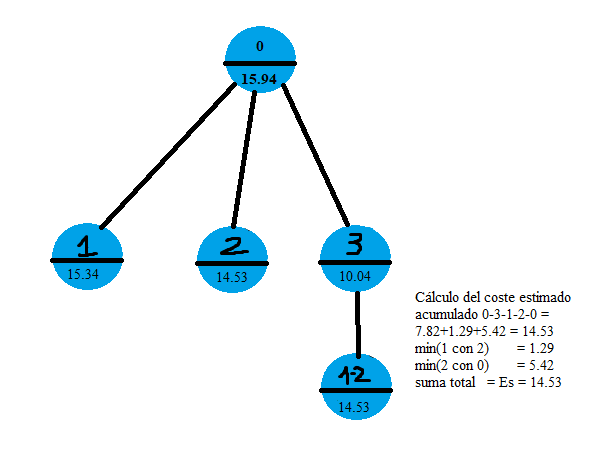 0
15.94
1
15.34
2
14.53
3
10.04
Cálculo del coste estimado
acumulado 0-3-1-2-0 =
7.82+1.29+5.42 = 14.53
min(1 con 2) = 1.29
min(2 con 0) = 5.42
suma total = Es = 14.53
1-2
14.53